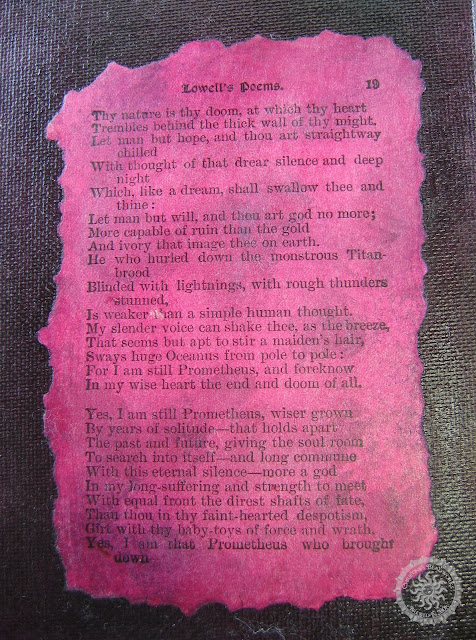 Lowell's Poems. 19
Thy nature is thy doom, at which thy heart
Trembles behind the thick wall of thy might.
Let man but hope, and thou art straightway
chilled
With thought of that drear silence and deep
night
Which, like a dream, shall swallow thee and
thine:
Let man but will, and thou art god no more;
More capable of ruin than the gold
And ivory that image thee on earth.
He who hurled down the monstrous Titan-
brood
Blinded with lightnings, with rough thunders
stunned,
Is weaker than a simple human thought.
My slender voice can shake thee, as the breeze,
That seems but apt to stir a maiden's hair,
Sways huge Oceanus from pole to pole:
For I am still Prometheus, and foreknow
In my wise heart the end and doom of all.
Yes, I am still Prometheus, wiser grown
By years of solitude—that holds apart
The past and future, giving the soul room
To search into itself—and long commune
With this eternal silence—more a god
In my long-suffering and strength to meet
With equal front the direst shafts of fate,
Than thou in thy faint-hearted despotism,
Girt with thy baby-toys of force and wrath.
Yes, I am that Prometheus who brought
down